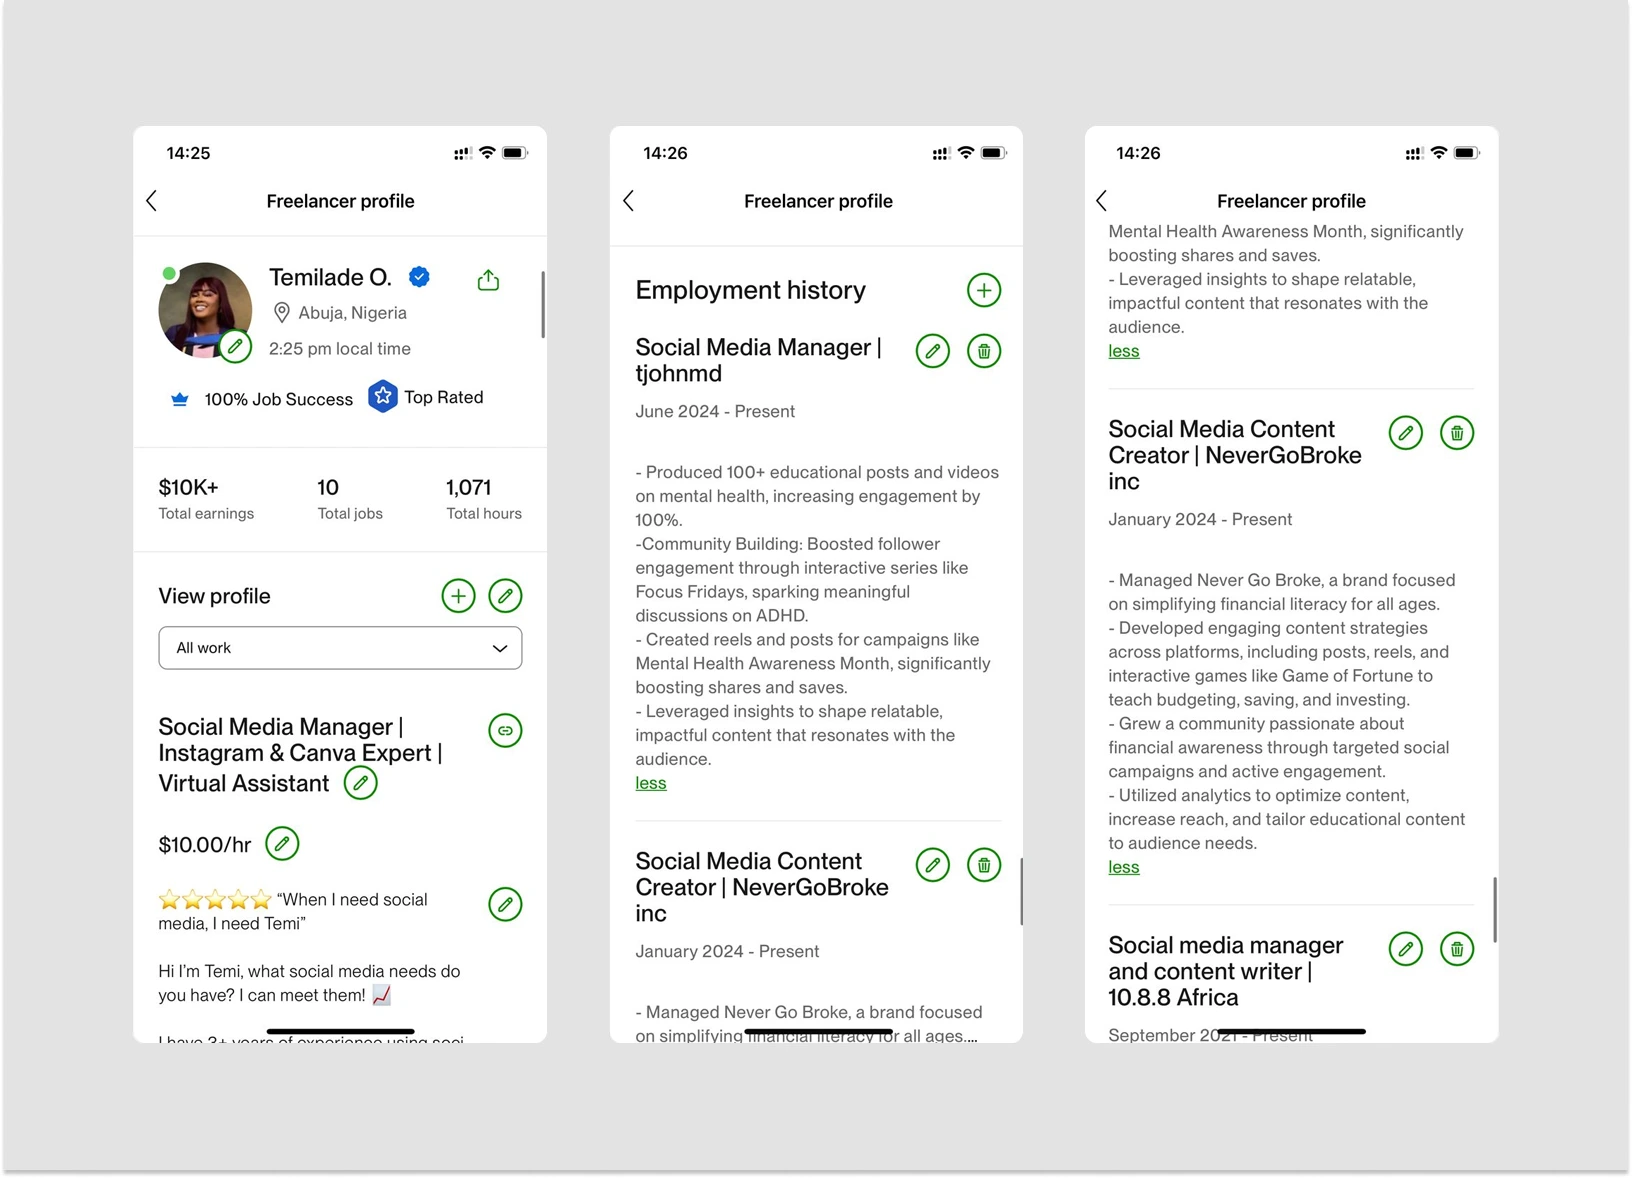 14:25
Freelancer profile
Temilade O.
Abuja, Nigeria
2:25 pm local time
100% Job Success
Top Rated
$10K+
Total earnings
10
Total jobs
1,071
Total hours
View profile
All work
Social Media Manager |
Instagram & Canva Expert |
Virtual Assistant
$10.00/hr
⭐⭐⭐⭐⭐ “When I need social
media, I need Temi”
Hi I’m Temi, what social media needs do
you have? I can meet them! 📈
I have 3+ years of experience using soci
14:26
Freelancer profile
Employment history
Social Media Manager |
tjohnmd
June 2024 - Present
- Produced 100+ educational posts and videos
on mental health, increasing engagement by
100%.
-Community Building: Boosted follower
engagement through interactive series like
Focus Fridays, sparking meaningful
discussions on ADHD.
- Created reels and posts for campaigns like
Mental Health Awareness Month, significantly
boosting shares and saves.
- Leveraged insights to shape relatable,
impactful content that resonates with the
audience.
less
Social Media Content
Creator | NeverGoBroke
inc
January 2024 - Present
- Managed Never Go Broke, a brand focused
on simplifying financial literacy for all ages....
14:26
Freelancer profile
Mental Health Awareness Month, significantly
boosting shares and saves.
- Leveraged insights to shape relatable,
impactful content that resonates with the
audience.
less
Social Media Content
Creator | NeverGoBroke
inc
January 2024 - Present
- Managed Never Go Broke, a brand focused
on simplifying financial literacy for all ages.
- Developed engaging content strategies
across platforms, including posts, reels, and
interactive games like Game of Fortune to
teach budgeting, saving, and investing.
- Grew a community passionate about
financial awareness through targeted social
campaigns and active engagement.
- Utilized analytics to optimize content,
increase reach, and tailor educational content
to audience needs.
less
Social media manager
and content writer |
10.8.8 Africa
September 2021 - Present